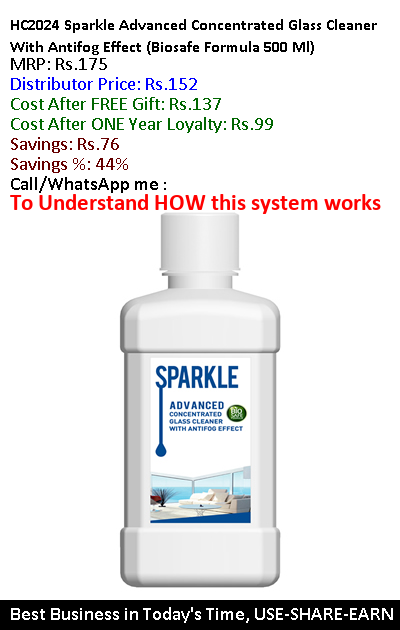 HC2024 Sparkle Advanced Concentrated Glass Cleaner
With Antifog Effect (Biosafe Formula 500 Ml)
MRP: Rs.175
Distributor Price: Rs.152
Cost After FREE Gift: Rs.137
Cost After ONE Year Loyalty: Rs.99
Savings: Rs.76
Savings %: 44%
Call/WhatsApp me :
To Understand HOW this system works
SPARKLE
ADVANCED
CONCENTRATED
GLASS CLEANER
WITH ANTIFOG EFFECT
Bio
Best Business in Today's Time, USE-SHARE-EARN